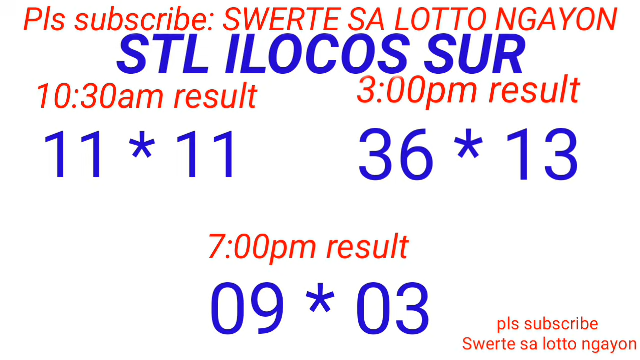 Pls subscribe: SWERTE SA LOTTO NGAYON
STL ILOCOS SUR
10:30am result
11 * 11
3:00pm result
36 * 13
7:00pm result
09 * 03
pls subscribe
Swerte sa lotto ngayon